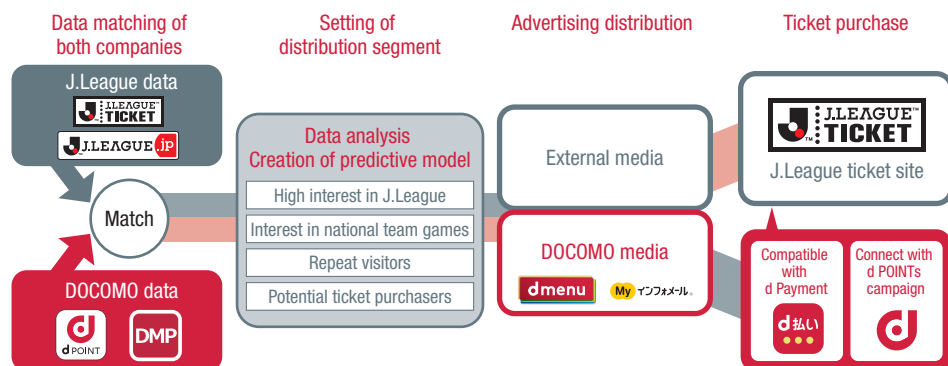 Data matching of
both companies
Setting of
distribution segment
Advertising distribution
Ticket purchase
J.League data
J.LEAGUE™
TICKET
J.LEAGUE.jp
Match
DOCOMO data
d POINT
DMP
Data analysis
Creation of predictive model
High interest in J.League
Interest in national team games
Repeat visitors
Potential ticket purchasers
External media
DOCOMO media
dmenu
My インフォメール。
J.LEAGUE™
TICKET
J.League ticket site
Compatible
with
d Payment
d払い
Connect with
d POINTs
campaign
d